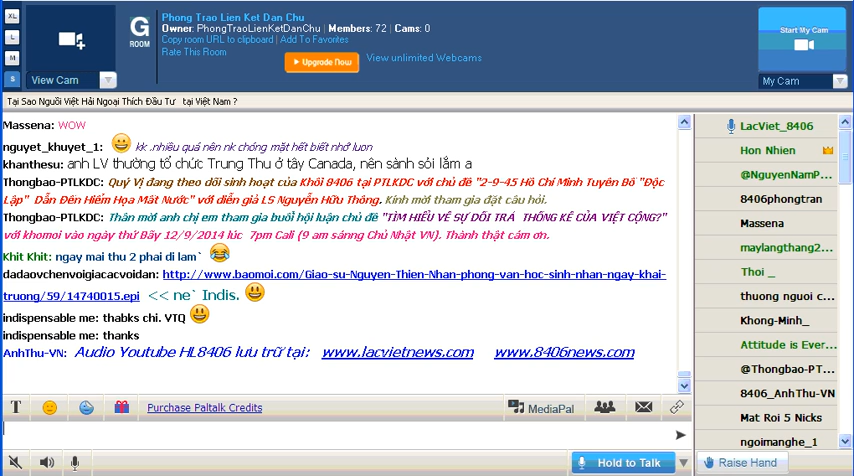 XL
L
M
S
View Cam
G
ROOM
Phong Trao Lien Ket Dan Chu
Owner: PhongTraoLienKetDanChu | Members: 72 | Cams: 0
Copy room URL to clipboard | Add To Favorites
Rate This Room
Upgrade Now
View unlimited Webcams
Start My Cam
My Cam
Tại Sao Nguời Việt Hải Ngoại Thích Đầu Tư tại Việt Nam ?
Massena: WOW
nguyet_khuyet_1: kk .nhiều quá nên nk chóng mặt hết biết nhớ luon
khanthesu: anh LV thường tổ chức Trung Thu ở tây Canada, nên sành sỏi lắm a
Thongbao-PTLKDC: Quý Vị đang theo dõi sinh hoạt của Khối 8406 tại PTLKDC với chủ đề "2-9-45 Hồ Chí Minh Tuyên Bố "Độc
Lập" Dẫn Đến Hiểm Họa Mất Nước" với diễn giả LS Nguyễn Hữu Thống. Kính mời tham gia đặt câu hỏi.
Thongbao-PTLKDC: Thân mời anh chị em tham gia buổi hội luận chủ đề "TÌM HIỂU VỀ SỰ DỐI TRÁ THỐNG KÊ CỦA VIỆT CỘNG?"
với khomoi vào ngày thứ Bảy 12/9/2014 lúc 7pm Cali (9 am sánng Chủ Nhật VN). Thành thật cám ơn.
Khit Khit: ngay mai thu 2 phai di lam`
dadaovchenvoigiacacvoidan: http://www.baomoi.com/Giao-su-Nguyen-Thien-Nhan-phong-van-hoc-sinh-nhan-ngay-khai-
truong/59/14740015.epi << ne` Indis.
indispensable me: thabks chi. VTQ
indispensable me: thanks
AnhThu-VN: Audio Youtube HL8406 lưu trữ tại: www.lacvietnews.com www.8406news.com
LacViet_8406
Hon Nhien
@NguyenNamP...
8406phongtran
Massena
maylangthang2...
Thoi _
thuong nguoi c...
Khong-Minh_
Attitude is Ever...
@Thongbao-PT...
8406_AnhThu-VN
Mat Roi 5 Nicks
ngoimanghe_1
T
Purchase Paltalk Credits
MediaPal
Hold to Talk
Raise Hand